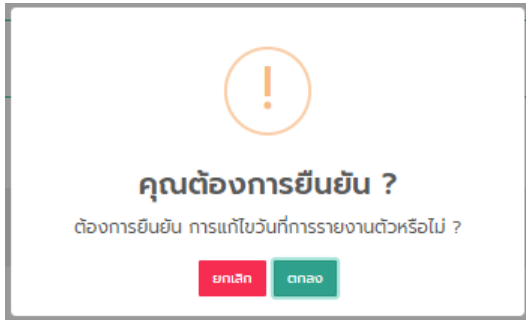 !
คุณต้องการยืนยัน ?
ต้องการยืนยัน การแก้ไขวันที่การรายงานตัวหรือไม่ ?
ยกเลิก ตกลง